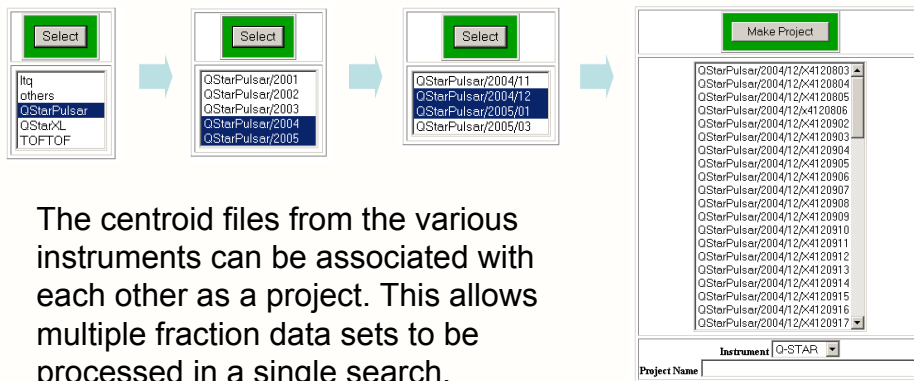 Select
ltq
others
QStarPulsar
QStarXL
TOFTOF
Select
QStarPulsar/2001
QStarPulsar/2002
QStarPulsar/2003
QStarPulsar/2004
QStarPulsar/2005
Select
QStarPulsar/2004/11
QStarPulsar/2004/12
QStarPulsar/2005/01
QStarPulsar/2005/03
Make Project
QStarPulsar/2004/12/X4120803
QStarPulsar/2004/12/X4120804
QStarPulsar/2004/12/X4120805
QStarPulsar/2004/12/x4120806
QStarPulsar/2004/12/X4120902
QStarPulsar/2004/12/X4120903
QStarPulsar/2004/12/X4120904
QStarPulsar/2004/12/X4120905
QStarPulsar/2004/12/X4120906
QStarPulsar/2004/12/X4120907
QStarPulsar/2004/12/X4120908
QStarPulsar/2004/12/X4120909
QStarPulsar/2004/12/X4120910
QStarPulsar/2004/12/X4120911
QStarPulsar/2004/12/X4120912
QStarPulsar/2004/12/X4120913
QStarPulsar/2004/12/X4120914
QStarPulsar/2004/12/X4120915
QStarPulsar/2004/12/X4120916
QStarPulsar/2004/12/X4120917
Instrument Q-STAR
Project Name
The centroid files from the various
instruments can be associated with
each other as a project. This allows
multiple fraction data sets to be
processed in a single search.